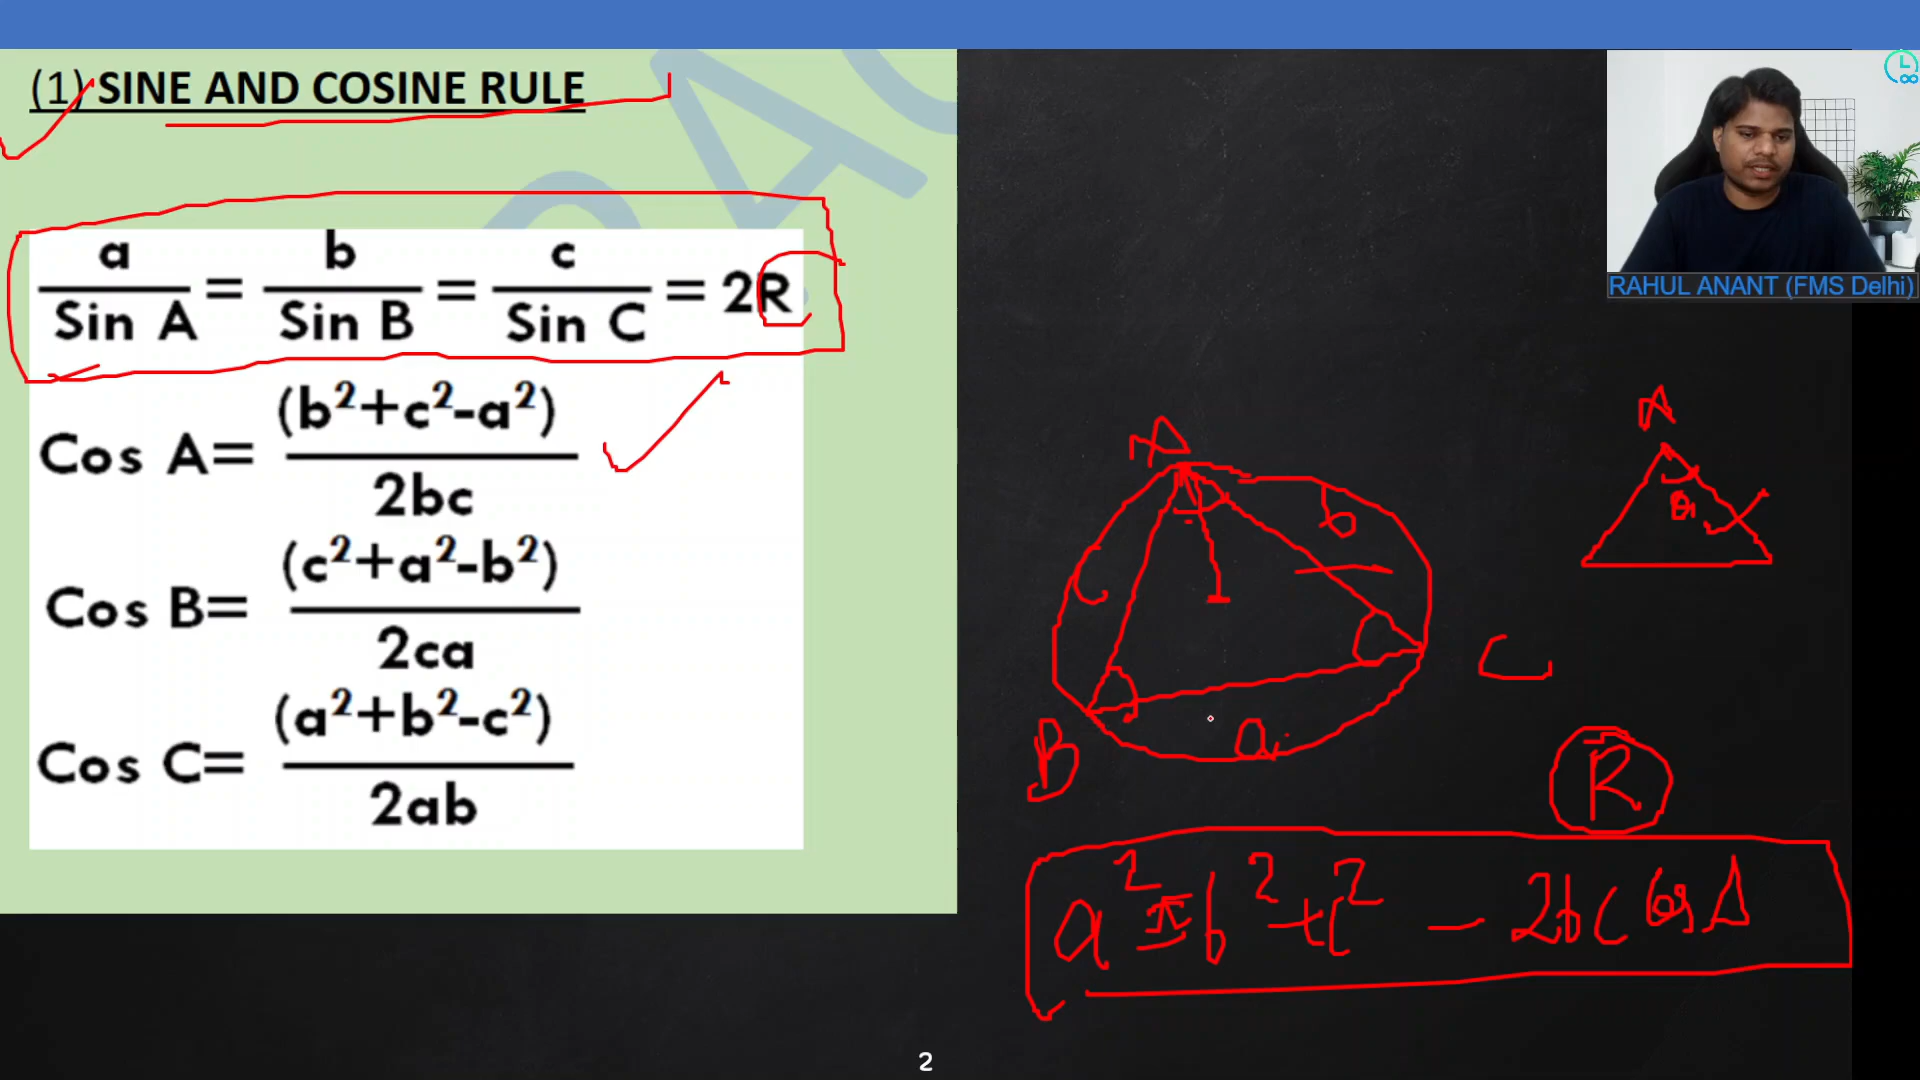 (1) SINE AND COSINE RULE
a/Sin A = b/Sin B = c/Sin C = 2R
Cos A= (b²+c²-a²)/2bc
Cos B= (c²+a²-b²)/2ca
Cos C= (a²+b²-c²)/2ab
RAHUL ANANT (FMS Delhi)
A
A
b
c
θ1
C
B
a
R
a² = b² + c² - 2bc Cos A
2